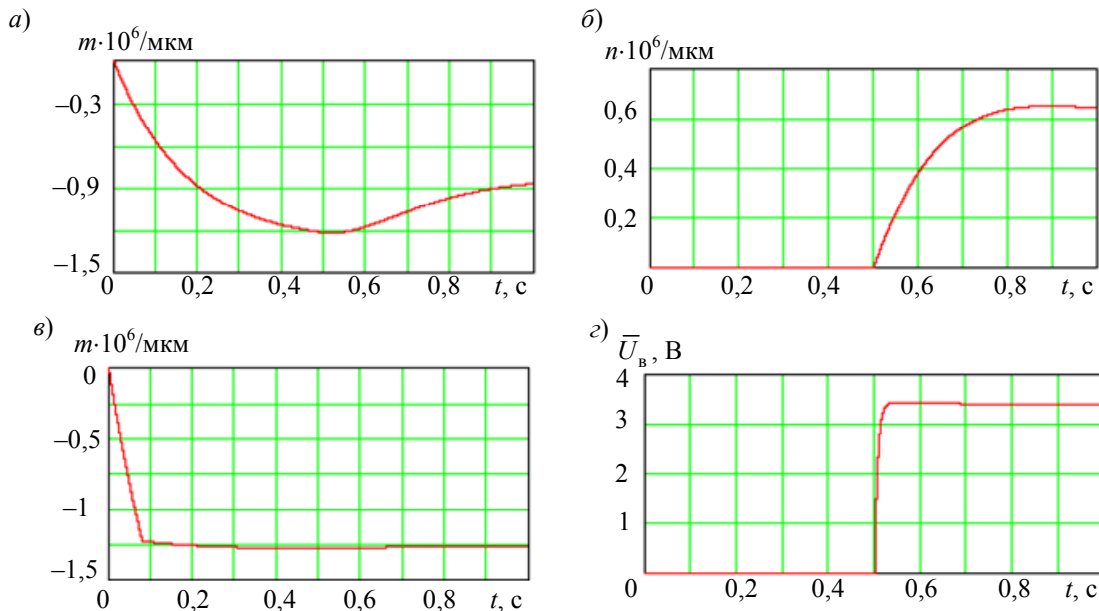 а)
m·10⁶/мкм
–0,3
–0,9
–1,5
0 0,2 0,4 0,6 0,8 t, с
б)
n·10⁶/мкм
0,6
0,4
0,2
0 0,2 0,4 0,6 0,8 t, с
в)
m·10⁶/мкм
0
–0,5
–1
–1,5
0 0,2 0,4 0,6 0,8 t, с
г)
U̅в, В
4
3
2
1
0 0,2 0,4 0,6 0,8 t, с